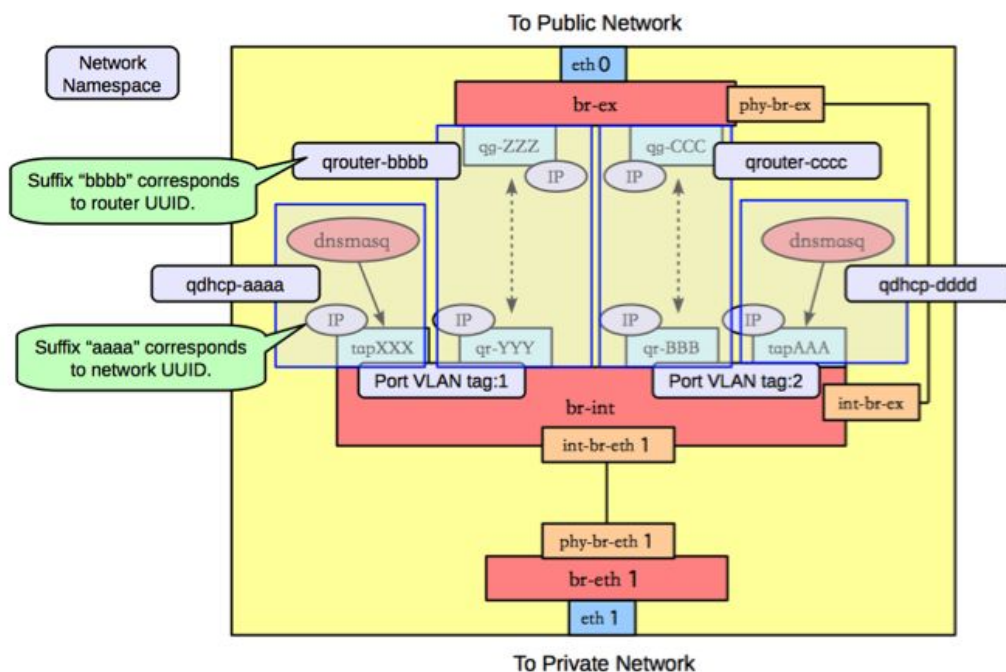 To Public Network
Network
Namespace
eth 0
br-ex
phy-br-ex
qrouter-bbbb
qg-ZZZ
qg-CCC
qrouter-cccc
IP
IP
Suffix "bbbb" corresponds
to router UUID.
dnsmasq
dnsmasq
qdhcp-aaaa
qdhcp-dddd
IP
IP
IP
IP
Suffix "aaaa" corresponds
to network UUID.
tapXXX
qr-YYY
qr-BBB
tapAAA
Port VLAN tag:1
Port VLAN tag:2
br-int
int-br-ex
int-br-eth 1
phy-br-eth 1
br-eth 1
eth 1
To Private Network